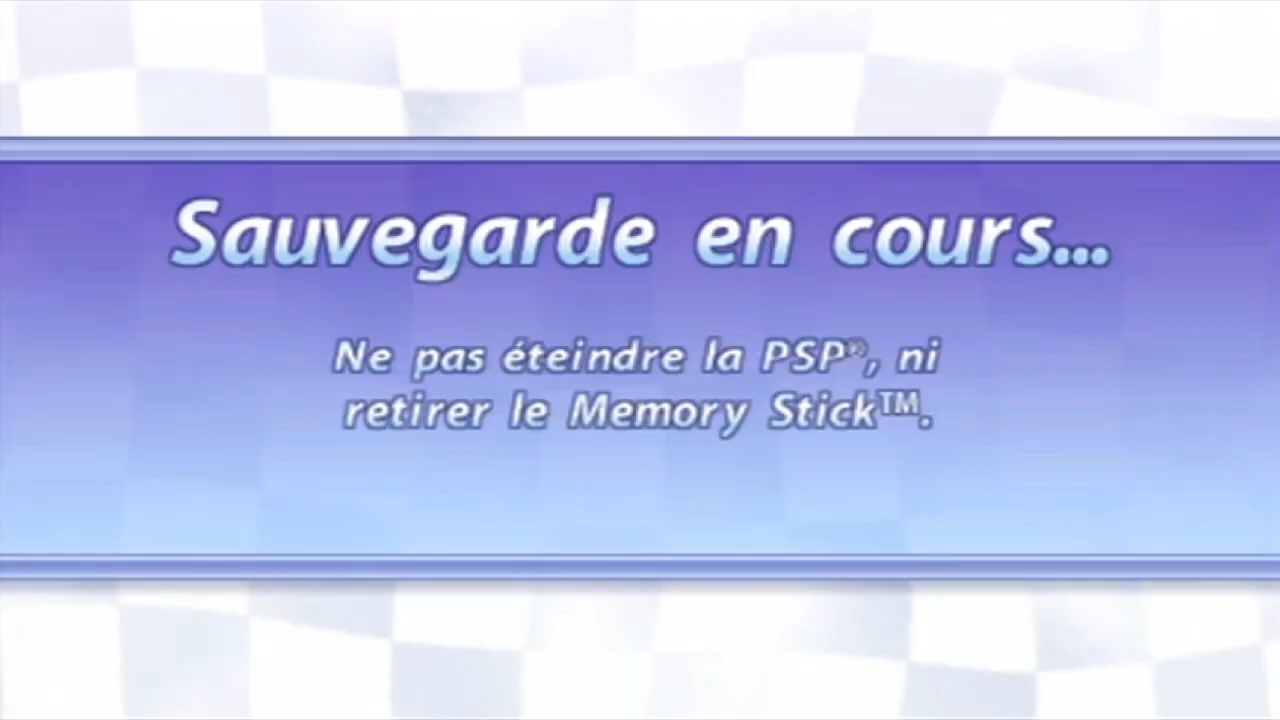 Sauvegarde en cours...
Ne pas éteindre la PSP®, ni
retirer le Memory Stick™.